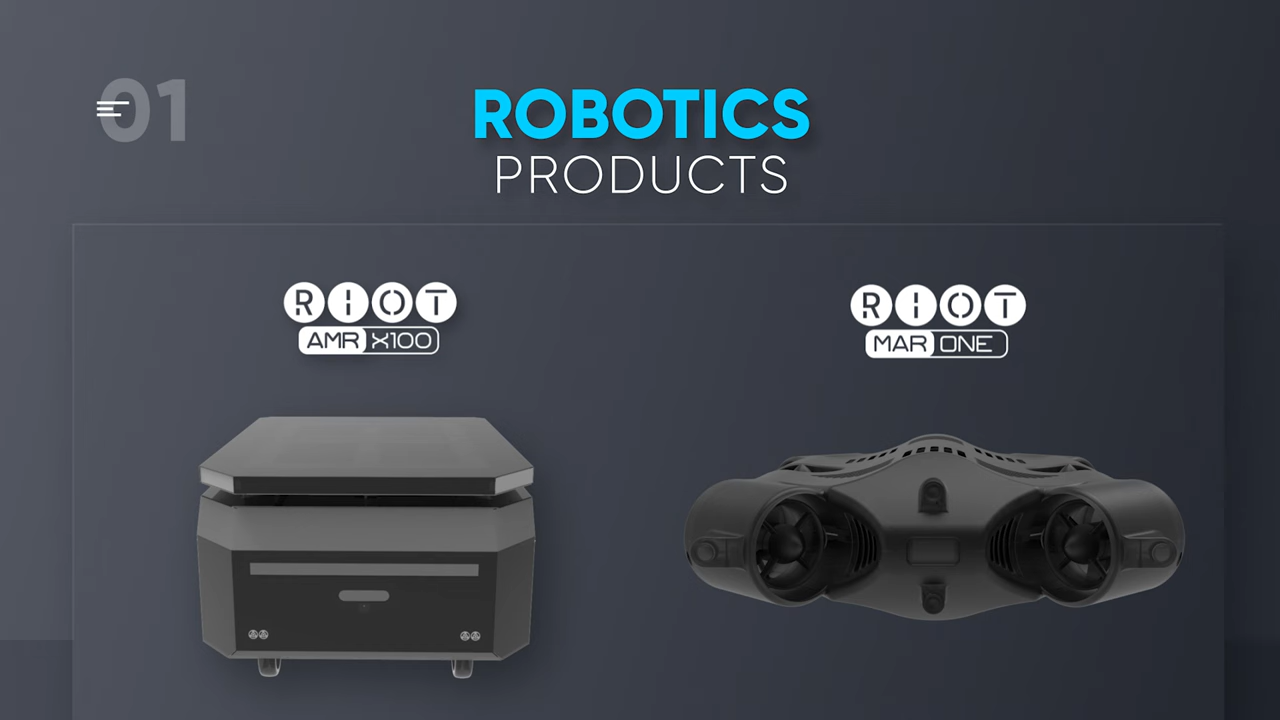 01
ROBOTICS
PRODUCTS
RIOT
AMR X100
RIOT
MAR ONE